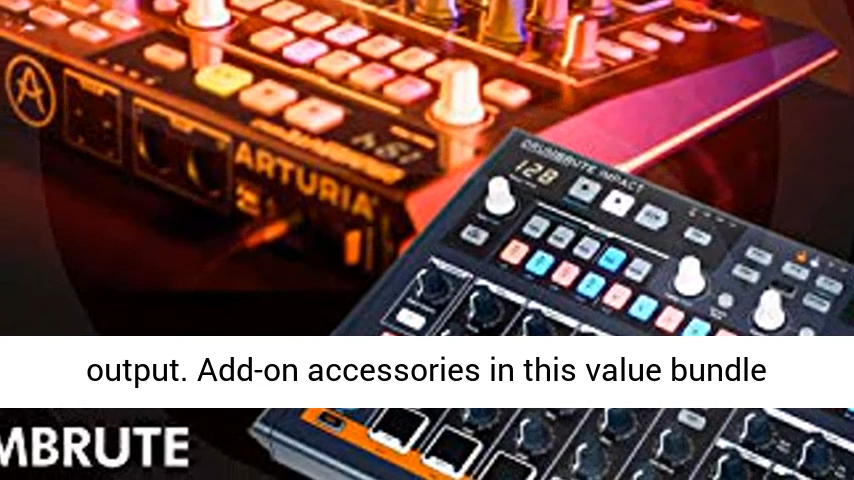 ARTURIA
DRUMBRUTE IMPACT
128
output. Add-on accessories in this value bundle
MBRUTE